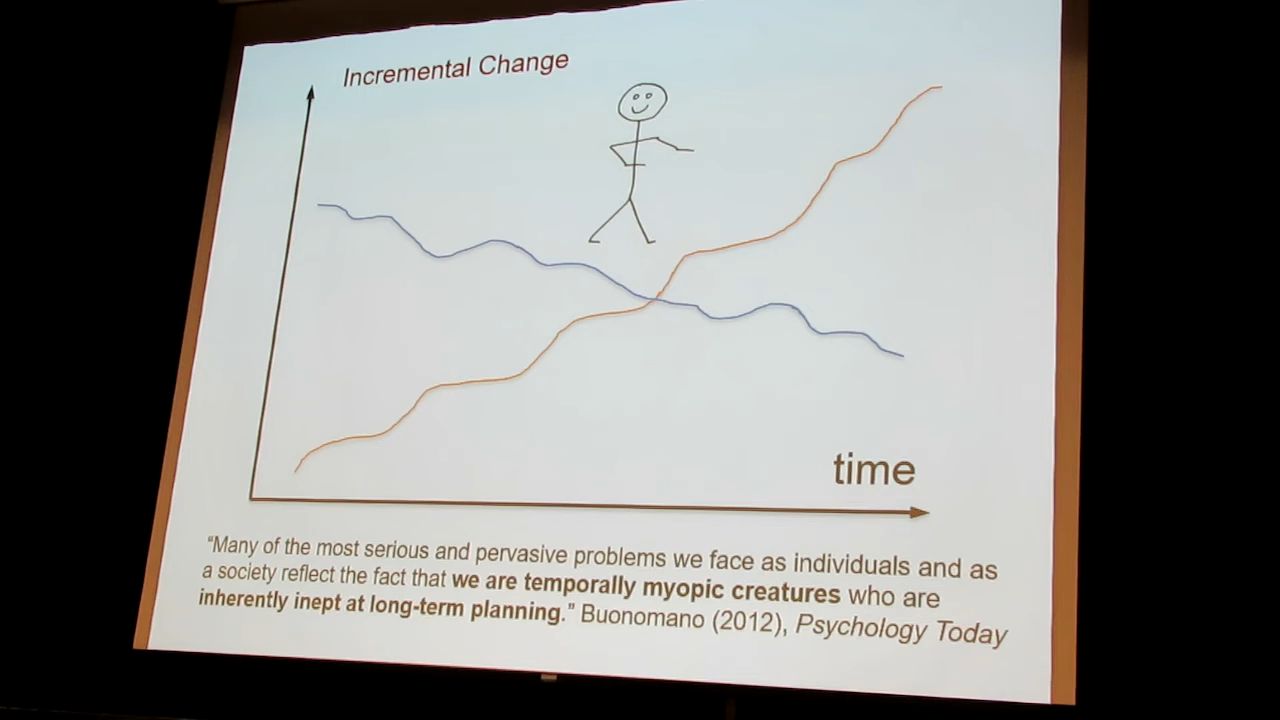 Incremental Change
time
“Many of the most serious and pervasive problems we face as individuals and as
a society reflect the fact that we are temporally myopic creatures who are
inherently inept at long-term planning.” Buonomano (2012), Psychology Today